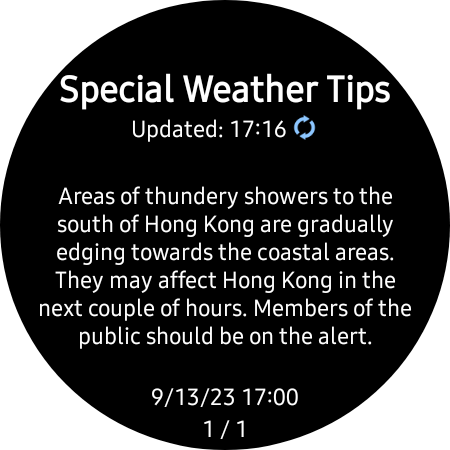 Special Weather Tips
Updated: 17:16
Areas of thundery showers to the
south of Hong Kong are gradually
edging towards the coastal areas.
They may affect Hong Kong in the
next couple of hours. Members of the
public should be on the alert.
9/13/23 17:00
1 / 1